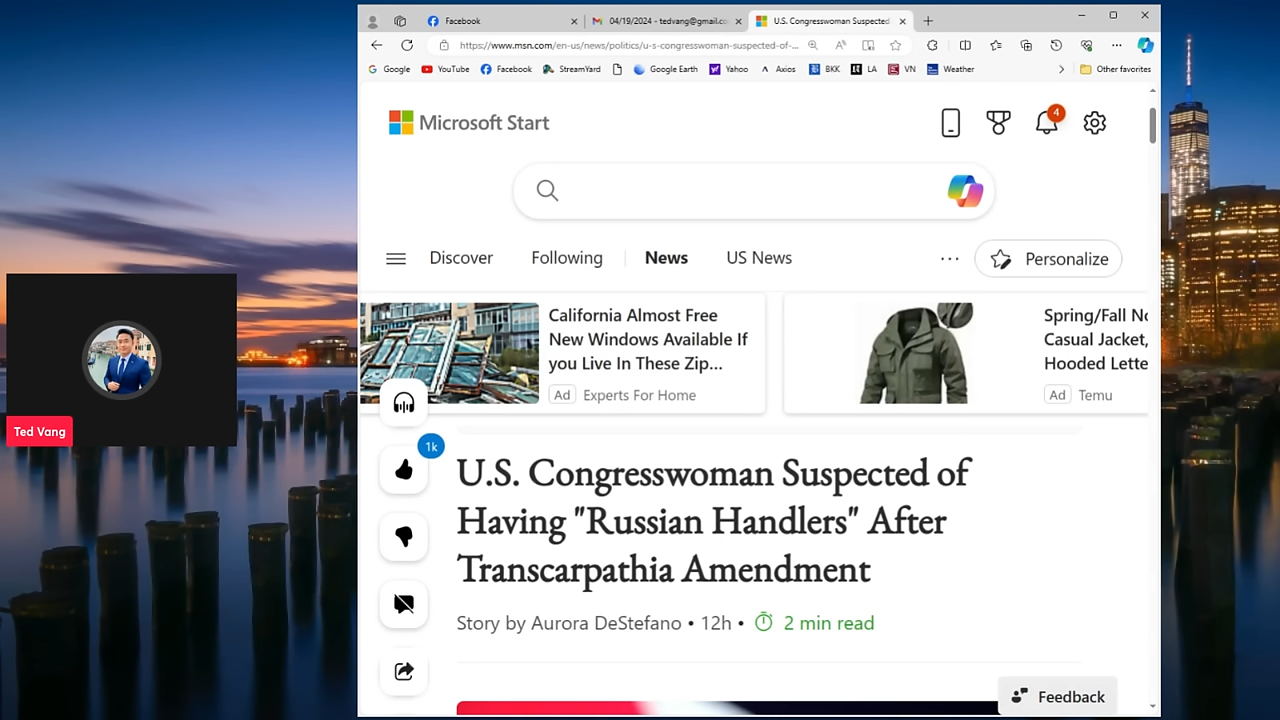 Facebook
04/19/2024 - tedvang@gmail.co
U.S. Congresswoman Suspected
https://www.msn.com/en-us/news/politics/u-s-congresswoman-suspected-of-...
Google YouTube Facebook StreamYard Google Earth Yahoo Axios BKK LA VN Weather Other favorites
Microsoft Start
4
Discover Following News US News ... Personalize
California Almost Free
New Windows Available If
you Live In These Zip...
Ad Experts For Home
Spring/Fall No
Casual Jacket,
Hooded Lette
Ad Temu
1k
U.S. Congresswoman Suspected of
Having "Russian Handlers" After
Transcarpathia Amendment
Story by Aurora DeStefano • 12h • 2 min read
Feedback
Ted Vang